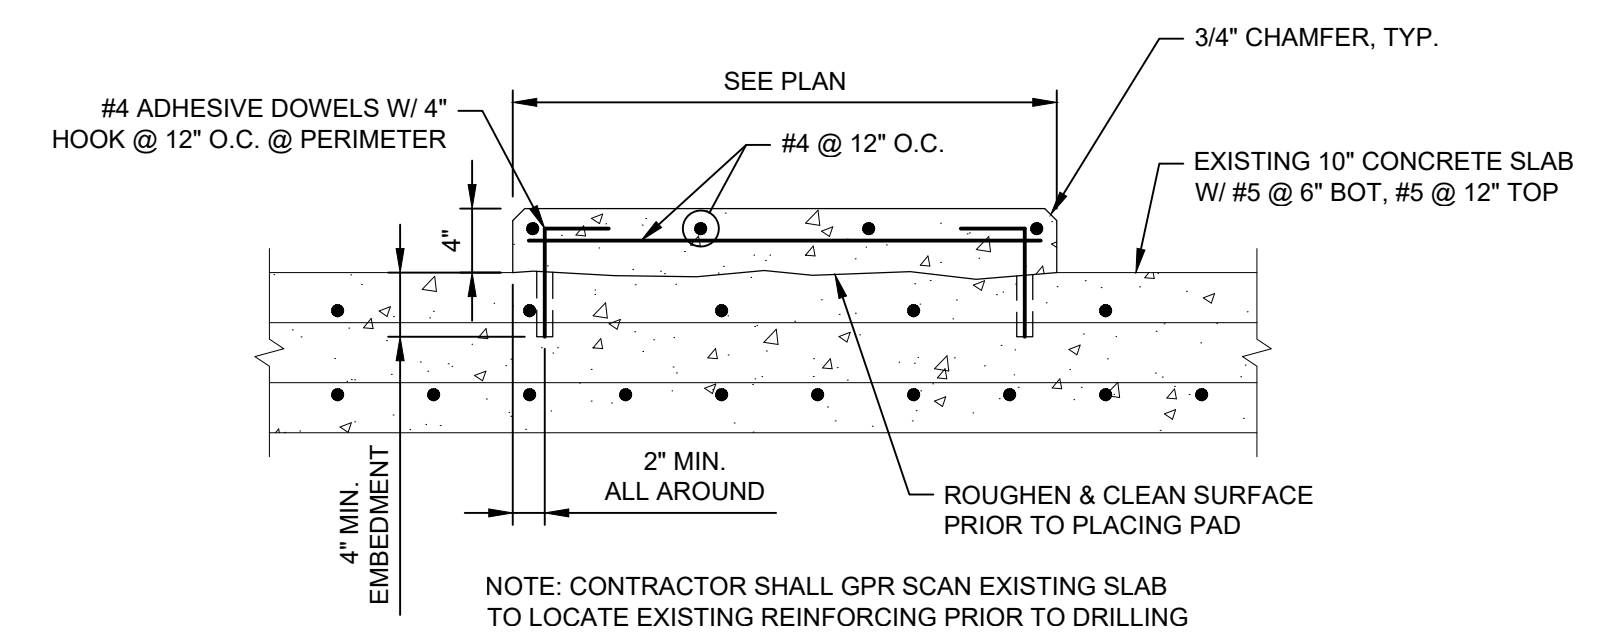 3/4" CHAMFER, TYP.
SEE PLAN
#4 ADHESIVE DOWELS W/ 4"
HOOK @ 12" O.C. @ PERIMETER
#4 @ 12" O.C.
EXISTING 10" CONCRETE SLAB
W/ #5 @ 6" BOT, #5 @ 12" TOP
4"
4" MIN.
EMBEDMENT
2" MIN.
ALL AROUND
ROUGHEN & CLEAN SURFACE
PRIOR TO PLACING PAD
NOTE: CONTRACTOR SHALL GPR SCAN EXISTING SLAB
TO LOCATE EXISTING REINFORCING PRIOR TO DRILLING